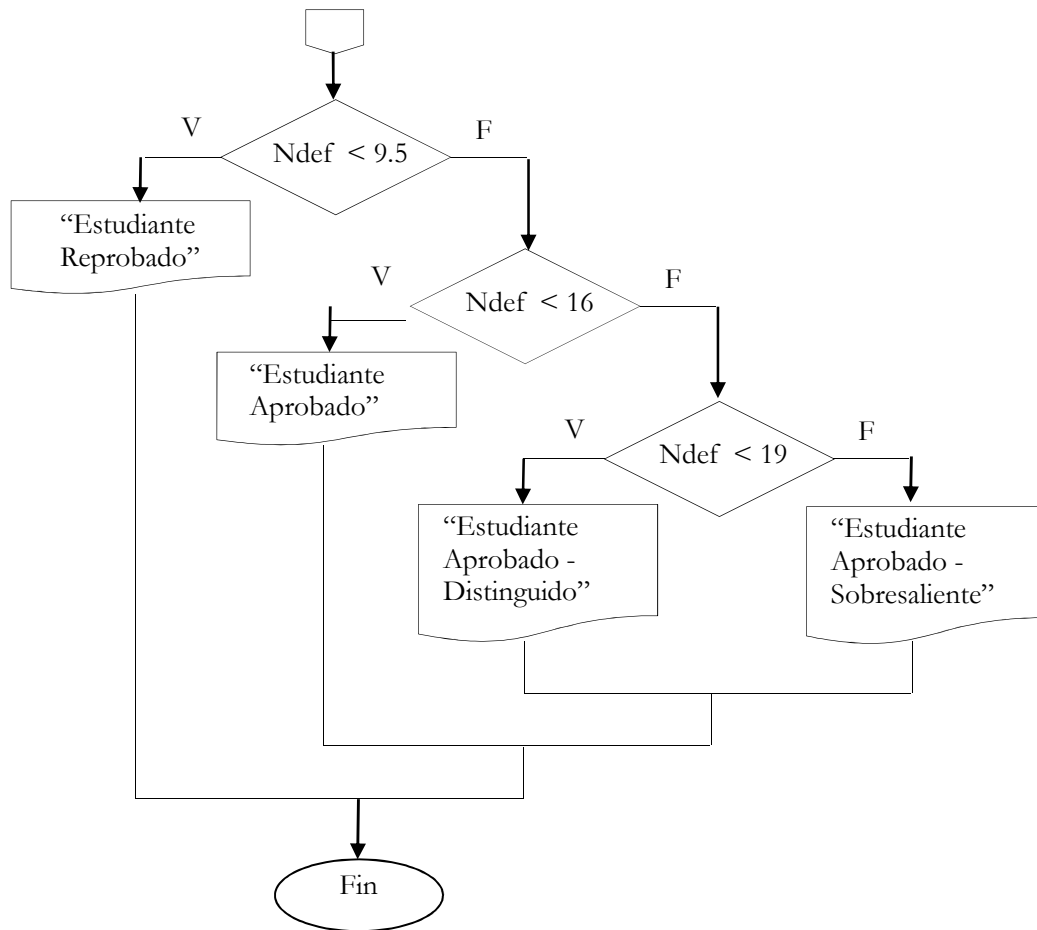 V
F
Ndef < 9.5
“Estudiante
Reprobado”
V
F
Ndef < 16
“Estudiante
Aprobado”
V
F
Ndef < 19
“Estudiante
Aprobado -
Distinguido”
“Estudiante
Aprobado -
Sobresaliente”
Fin